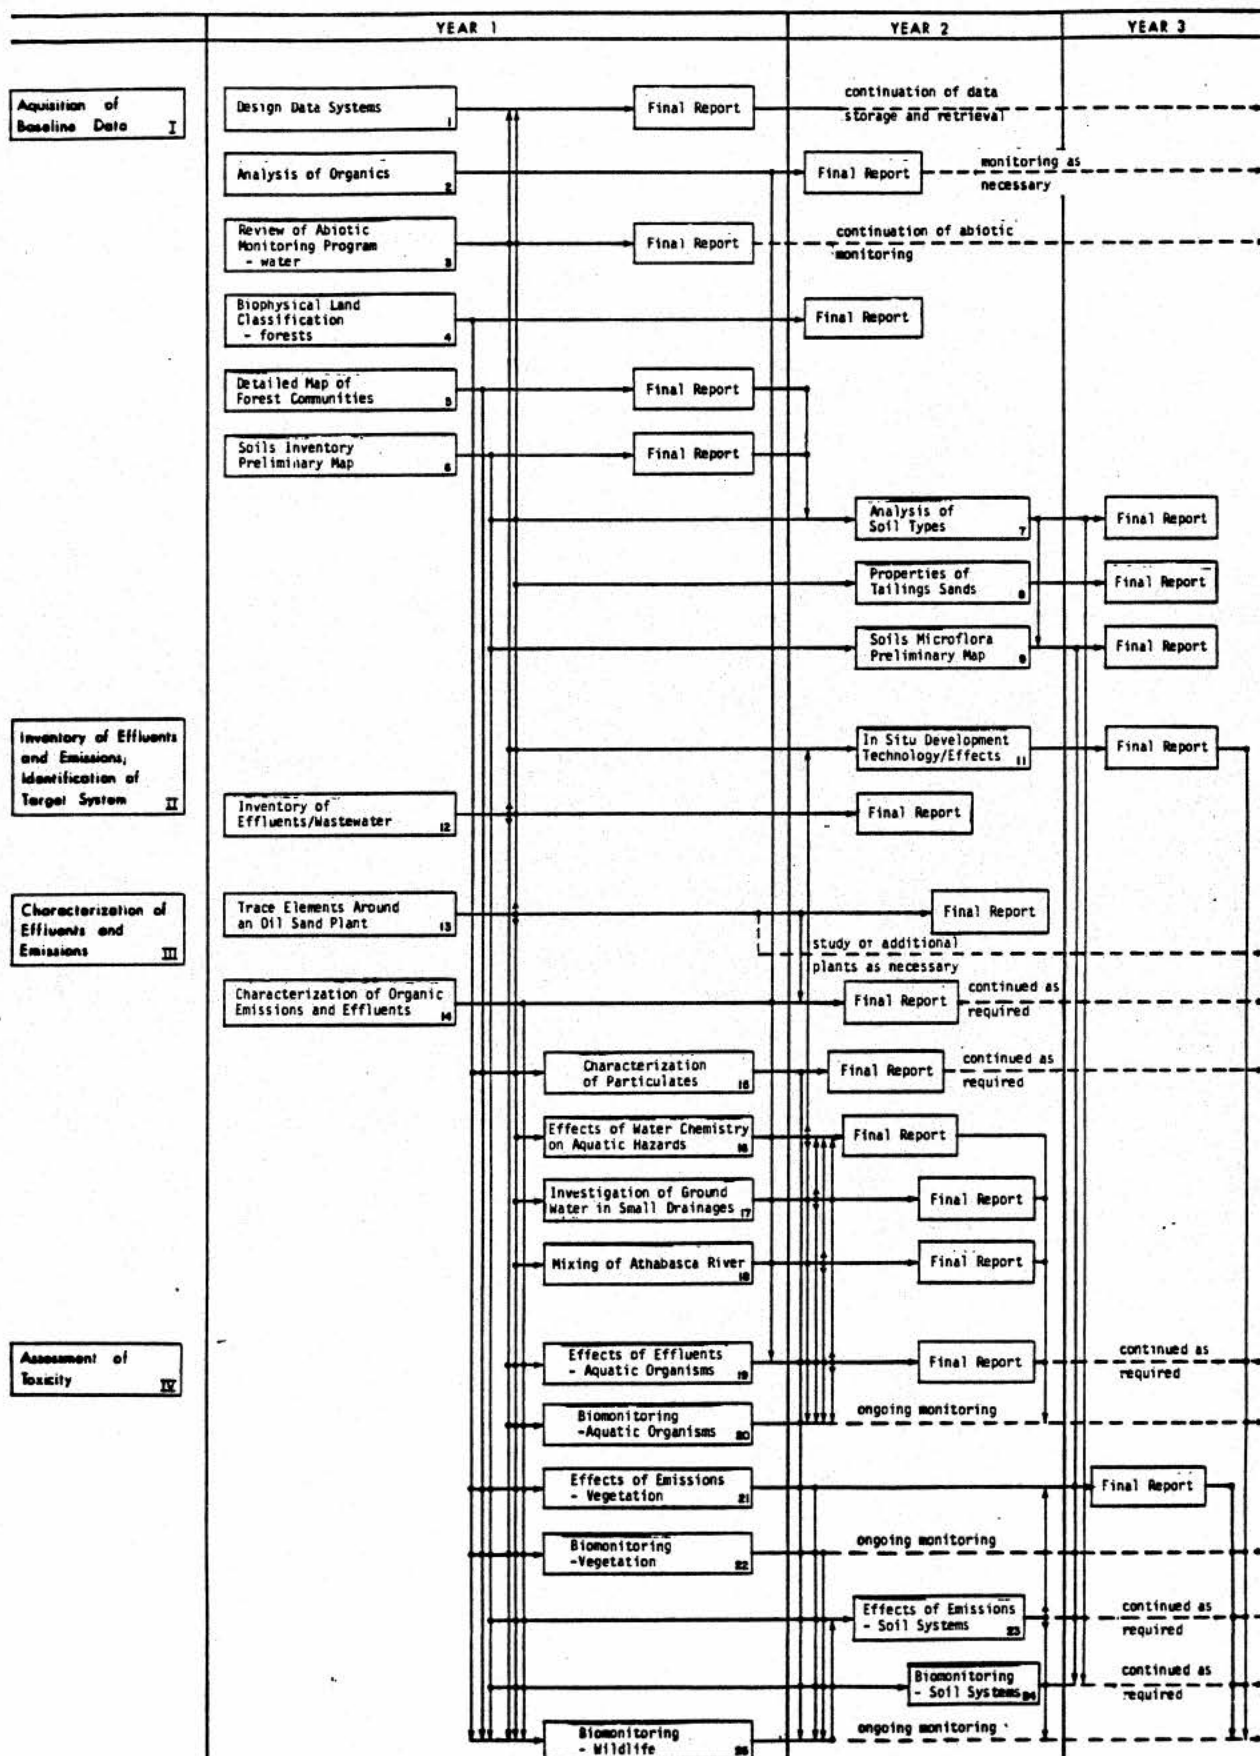 YEAR 1
YEAR 2
YEAR 3
Aquisition of
Baseline Data I
Design Data Systems
1
Final Report
continuation of data
storage and retrieval
Analysis of Organics
2
Final Report
monitoring as
necessary
Review of Abiotic
Monitoring Program
- water
3
Final Report
continuation of abiotic
monitoring
Biophysical Land
Classification
- forests
4
Final Report
Detailed Map of
Forest Communities
5
Final Report
Soils Inventory
Preliminary Map
6
Final Report
Analysis of
Soil Types
7
Final Report
Properties of
Tailings Sands
8
Final Report
Soils Microflora
Preliminary Map
9
Final Report
Inventory of Effluents
and Emissions,
Identification of
Target System II
In Situ Development
Technology/Effects
11
Final Report
Inventory of
Effluents/Wastewater
12
Final Report
Characterization of
Effluents and
Emissions III
Trace Elements Around
an Oil Sand Plant
13
Final Report
study or additional
plants as necessary
Characterization of Organic
Emissions and Effluents
14
Final Report
continued as
required
Characterization
of Particulates
15
Final Report
continued as
required
Effects of Water Chemistry
on Aquatic Hazards
16
Final Report
Investigation of Ground
Water in Small Drainages
17
Final Report
Mixing of Athabasca River
18
Final Report
Assessment of
Toxicity IV
Effects of Effluents
- Aquatic Organisms
19
Final Report
continued as
required
Biomonitoring
-Aquatic Organisms
20
ongoing monitoring
Effects of Emissions
- Vegetation
21
Final Report
Biomonitoring
-Vegetation
22
ongoing monitoring
Effects of Emissions
- Soil Systems
23
continued as
required
Biomonitoring
- Soil Systems
24
continued as
required
Biomonitoring
- Wildlife
25
ongoing monitoring